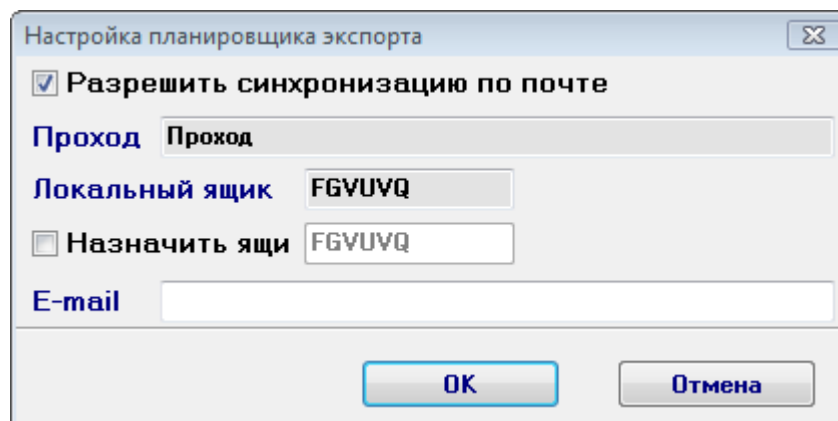 Настройка планировщика экспорта
Разрешить синхронизацию по почте
Проход Проход
Локальный ящик FGVUVQ
Назначить ящи FGVUVQ
E-mail
OK Отмена